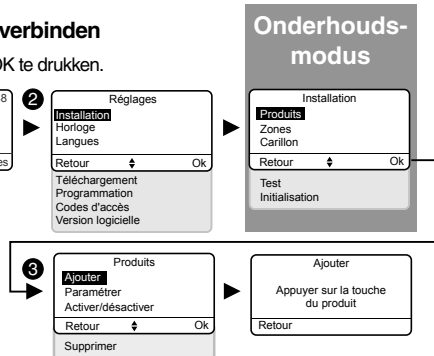 verbinden
Onderhouds-
modus
OK te drukken.
8
es
2
Réglages
Installation
Horloge
Langues
Retour Ok
Téléchargement
Programmation
Codes d'accès
Version logicielle
Installation
Produits
Zones
Carillon
Retour Ok
Test
Initialisation
3
Produits
Ajouter
Paramétrer
Activer/désactiver
Retour Ok
Supprimer
Ajouter
Appuyer sur la touche
du produit
Retour